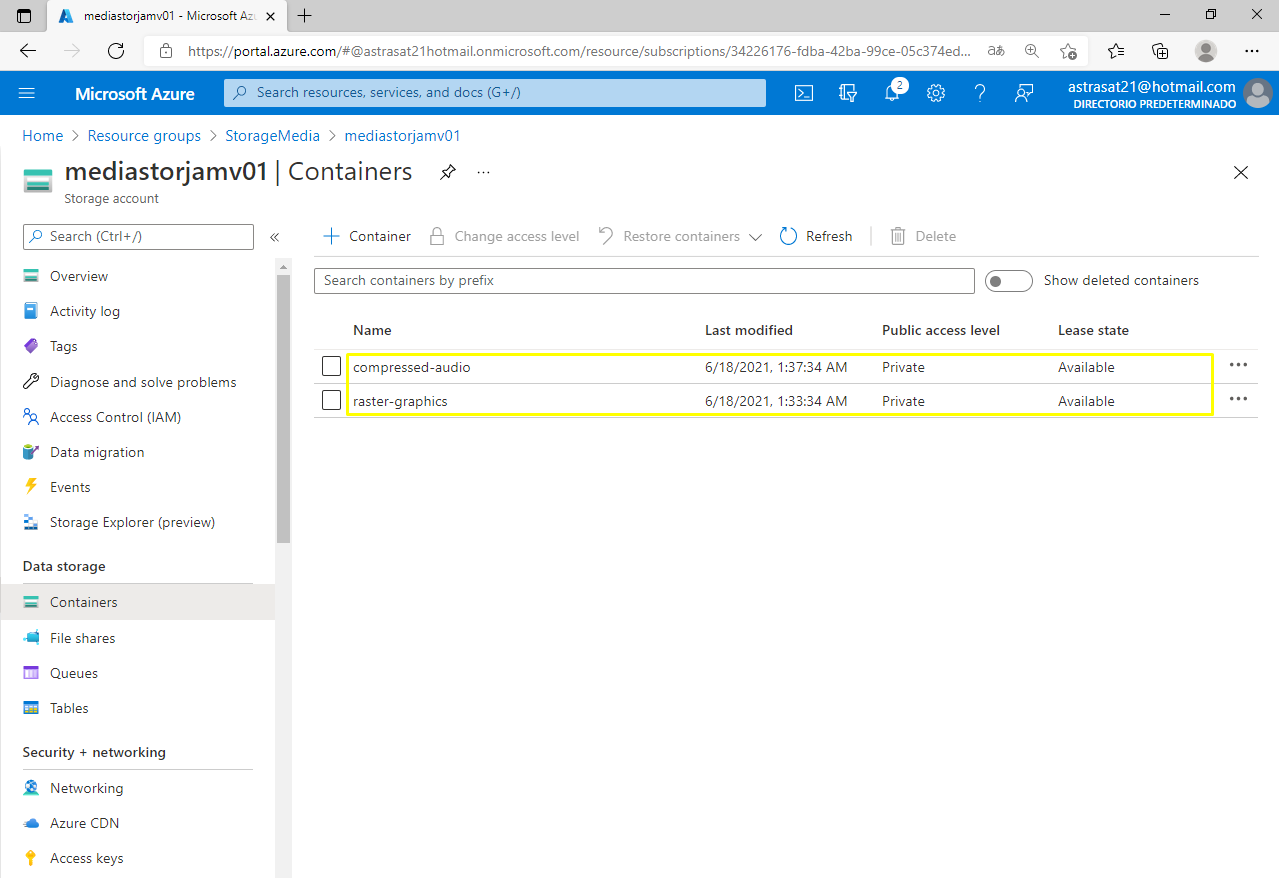 mediastorjamv01 - Microsoft Az
https://portal.azure.com/#@astrasat21hotmail.onmicrosoft.com/resource/subscriptions/34226176-fdba-42ba-99ce-05c374ed...
Microsoft Azure
Search resources, services, and docs (G+/)
2
astrasat21@hotmail.com
DIRECTORIO PREDETERMINADO
Home > Resource groups > StorageMedia > mediastorjamv01
mediastorjamv01 | Containers
Storage account
Search (Ctrl+/)
Container
Change access level
Restore containers
Refresh
Delete
Search containers by prefix
Show deleted containers
Name Last modified Public access level Lease state
compressed-audio 6/18/2021, 1:37:34 AM Private Available
raster-graphics 6/18/2021, 1:33:34 AM Private Available
Overview
Activity log
Tags
Diagnose and solve problems
Access Control (IAM)
Data migration
Events
Storage Explorer (preview)
Data storage
Containers
File shares
Queues
Tables
Security + networking
Networking
Azure CDN
Access keys